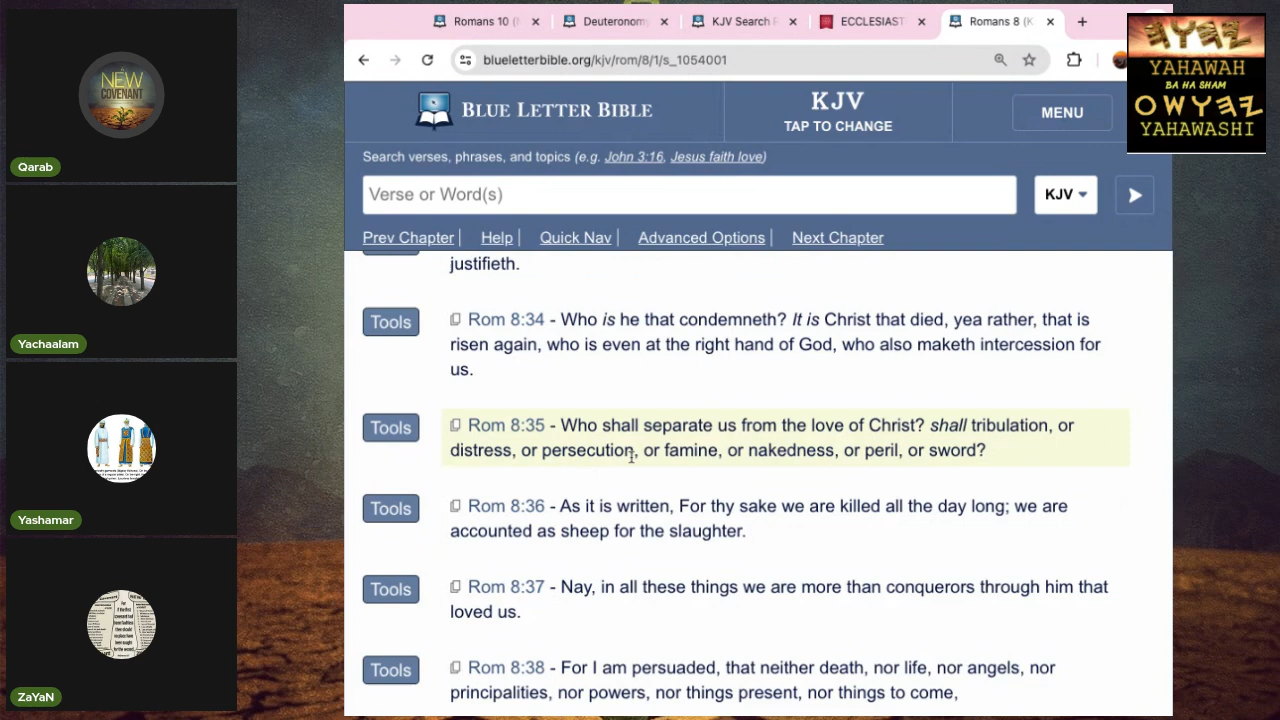 Romans 10 (
Deuteronomy
KJV Search R
ECCLESIAST
Romans 8 (K
blueletterbible.org/kjv/rom/8/1/s_1054001
BLUE LETTER BIBLE
KJV
TAP TO CHANGE
MENU
Search verses, phrases, and topics (e.g. John 3:16, Jesus faith love)
Verse or Word(s)
KJV
Prev Chapter | Help | Quick Nav | Advanced Options | Next Chapter
justifieth.
Tools
Rom 8:34 - Who is he that condemneth? It is Christ that died, yea rather, that is
risen again, who is even at the right hand of God, who also maketh intercession for
us.
Tools
Rom 8:35 - Who shall separate us from the love of Christ? shall tribulation, or
distress, or persecution, or famine, or nakedness, or peril, or sword?
Tools
Rom 8:36 - As it is written, For thy sake we are killed all the day long; we are
accounted as sheep for the slaughter.
Tools
Rom 8:37 - Nay, in all these things we are more than conquerors through him that
loved us.
Tools
Rom 8:38 - For I am persuaded, that neither death, nor life, nor angels, nor
principalities, nor powers, nor things present, nor things to come,
A NEW
COVENANT
Qarab
Yachaalam
Yashamar
ZaYaN
YAHAWAH
BA HA SHAM
YAHAWASHI